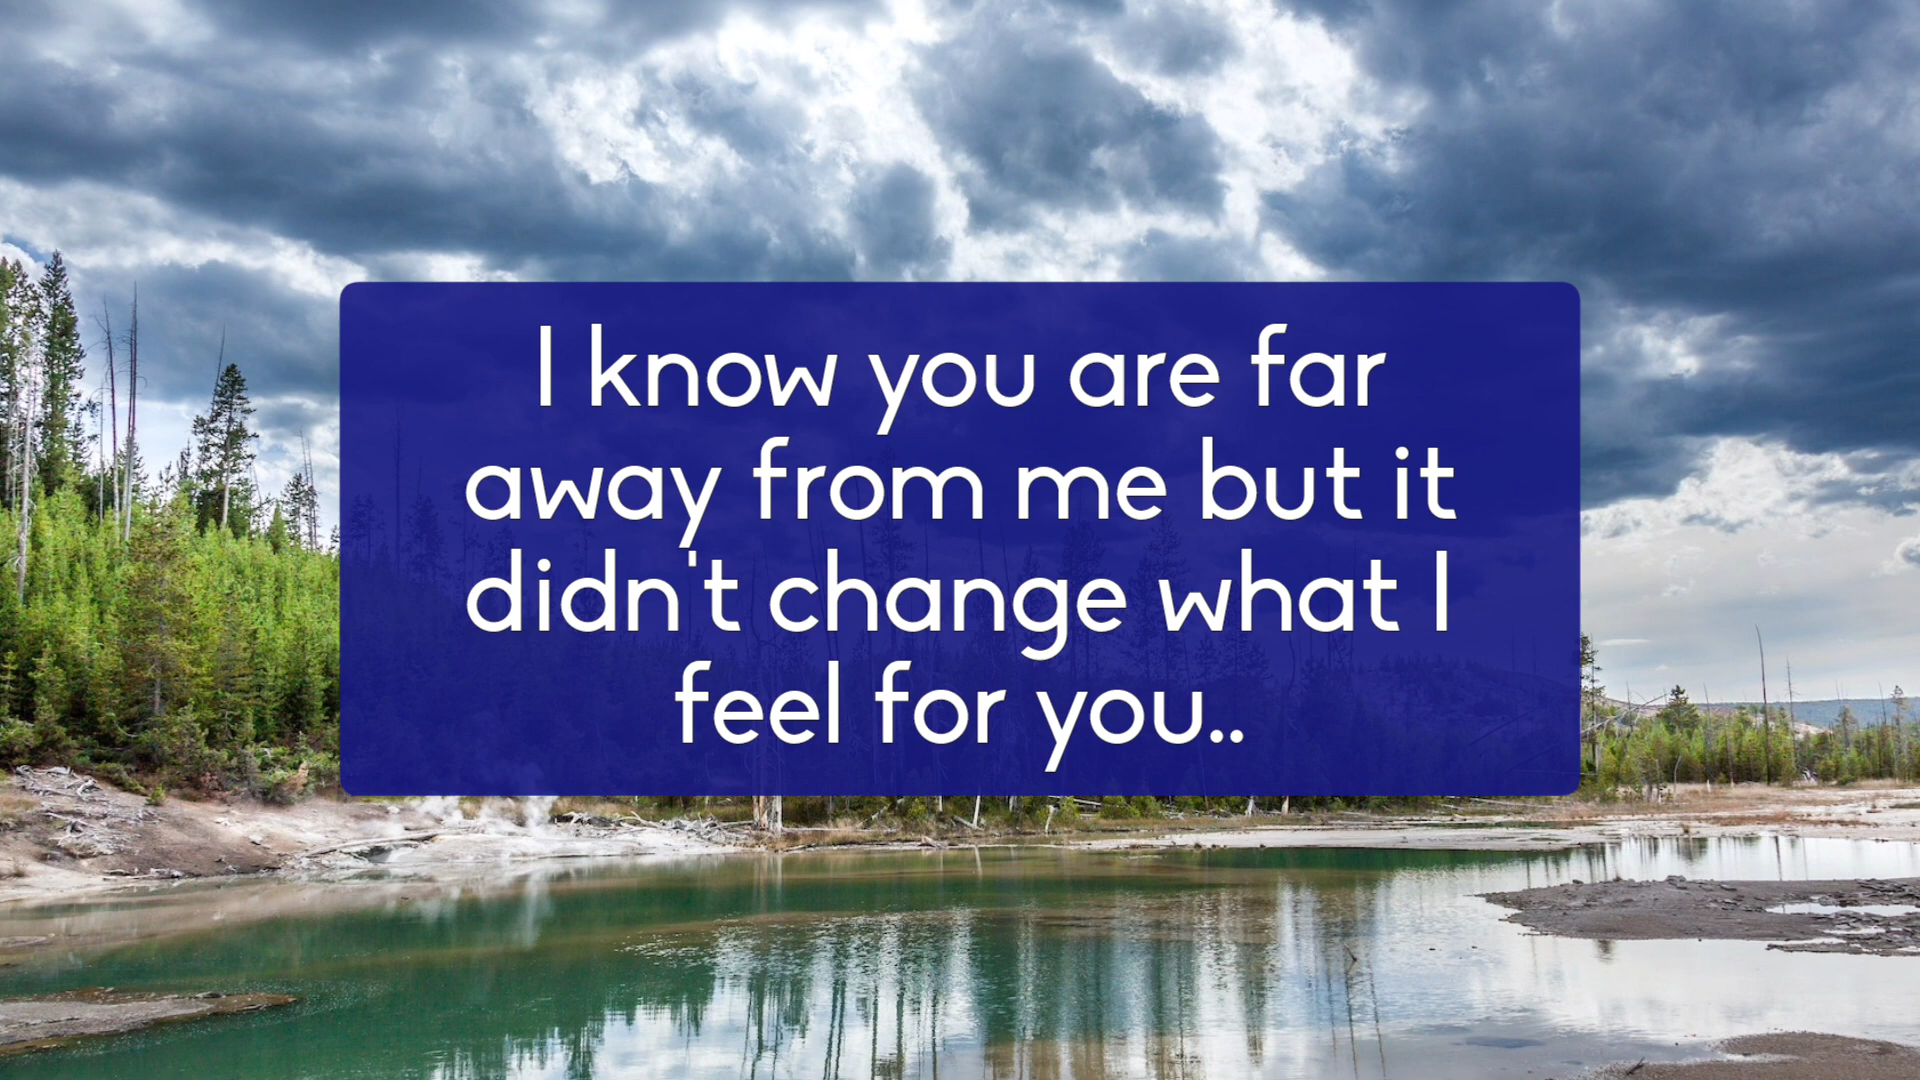 I know you are far
away from me but it
didn't change what I
feel for you..